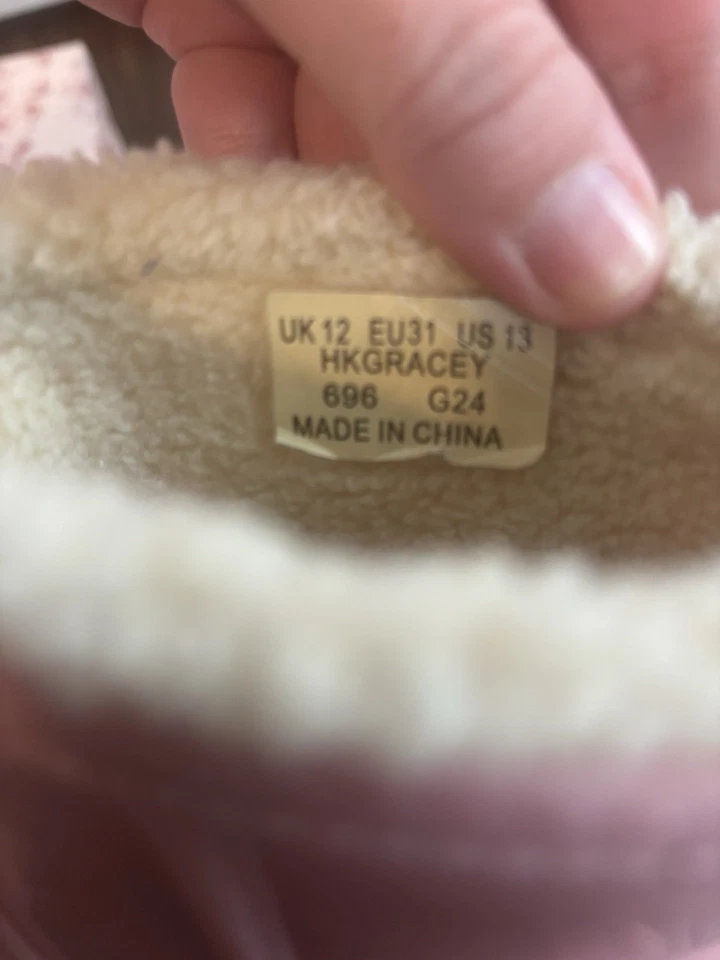 UK 12 EU31 US 13
HKGRACEY
696 G24
MADE IN CHINA